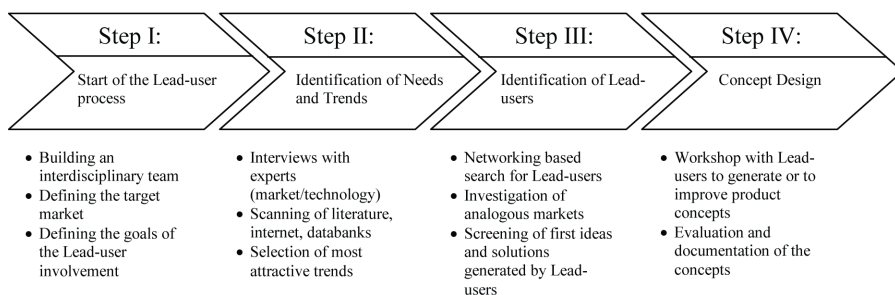 Step I:
Start of the Lead-user
process
• Building an
interdisciplinary team
• Defining the target
market
• Defining the goals of
the Lead-user
involvement
Step II:
Identification of Needs
and Trends
• Interviews with
experts
(market/technology)
• Scanning of literature,
internet, databanks
• Selection of most
attractive trends
Step III:
Identification of Lead-
users
• Networking based
search for Lead-users
• Investigation of
analogous markets
• Screening of first ideas
and solutions
generated by Lead-
users
Step IV:
Concept Design
• Workshop with Lead-
users to generate or to
improve product
concepts
• Evaluation and
documentation of the
concepts